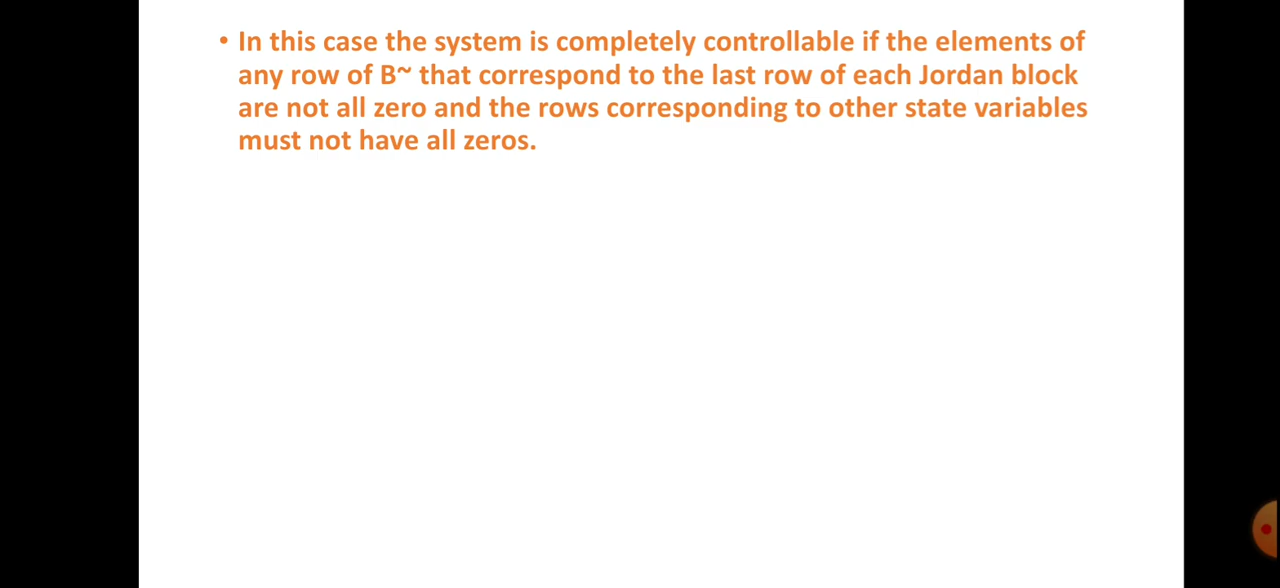 • In this case the system is completely controllable if the elements of
any row of B~ that correspond to the last row of each Jordan block
are not all zero and the rows corresponding to other state variables
must not have all zeros.